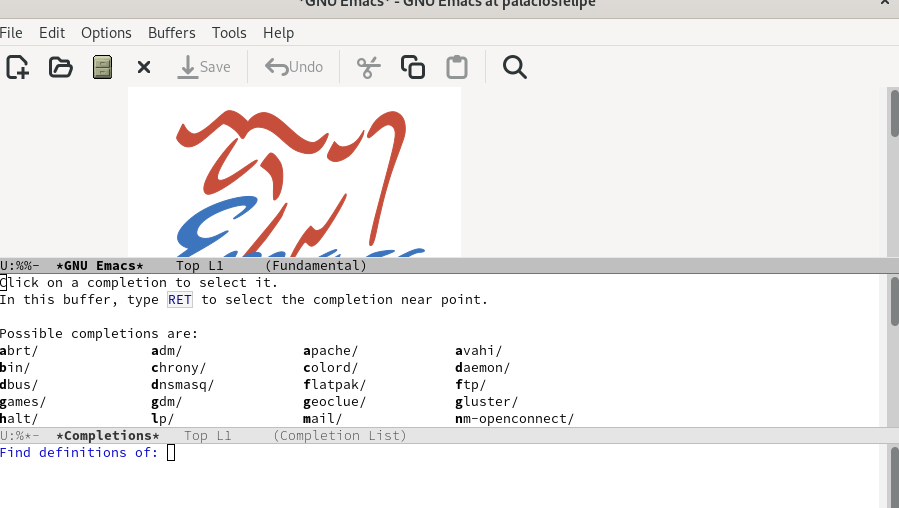 *GNU Emacs* - GNU Emacs at palaciosfelipe
File Edit Options Buffers Tools Help
Save Undo
U:%%- *GNU Emacs* Top L1 (Fundamental)
Click on a completion to select it.
In this buffer, type RET to select the completion near point.
Possible completions are:
abrt/ adm/ apache/ avahi/
bin/ chrony/ colord/ daemon/
dbus/ dnsmasq/ flatpak/ ftp/
games/ gdm/ geoclue/ gluster/
halt/ lp/ mail/ nm-openconnect/
U:%*- *Completions* Top L1 (Completion List)
Find definitions of: